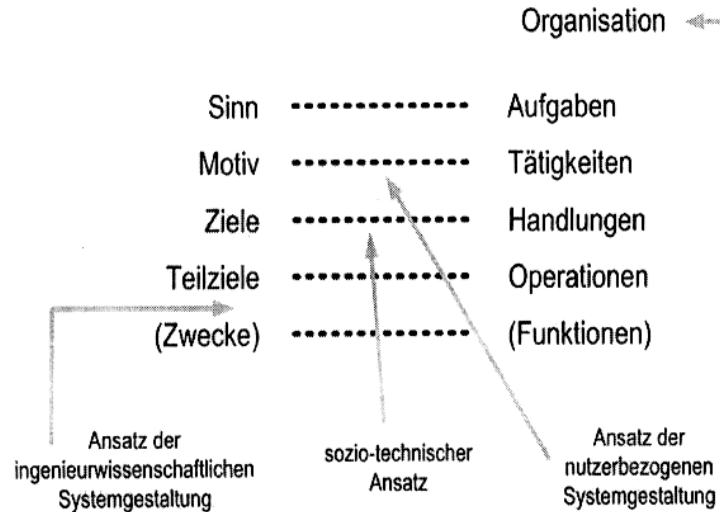 Organisation
Sinn Aufgaben
Motiv Tätigkeiten
Ziele Handlungen
Teilziele Operationen
(Zwecke) (Funktionen)
Ansatz der
ingenieurwissenschaftlichen
Systemgestaltung
sozio-technischer
Ansatz
Ansatz der
nutzerbezogenen
Systemgestaltung